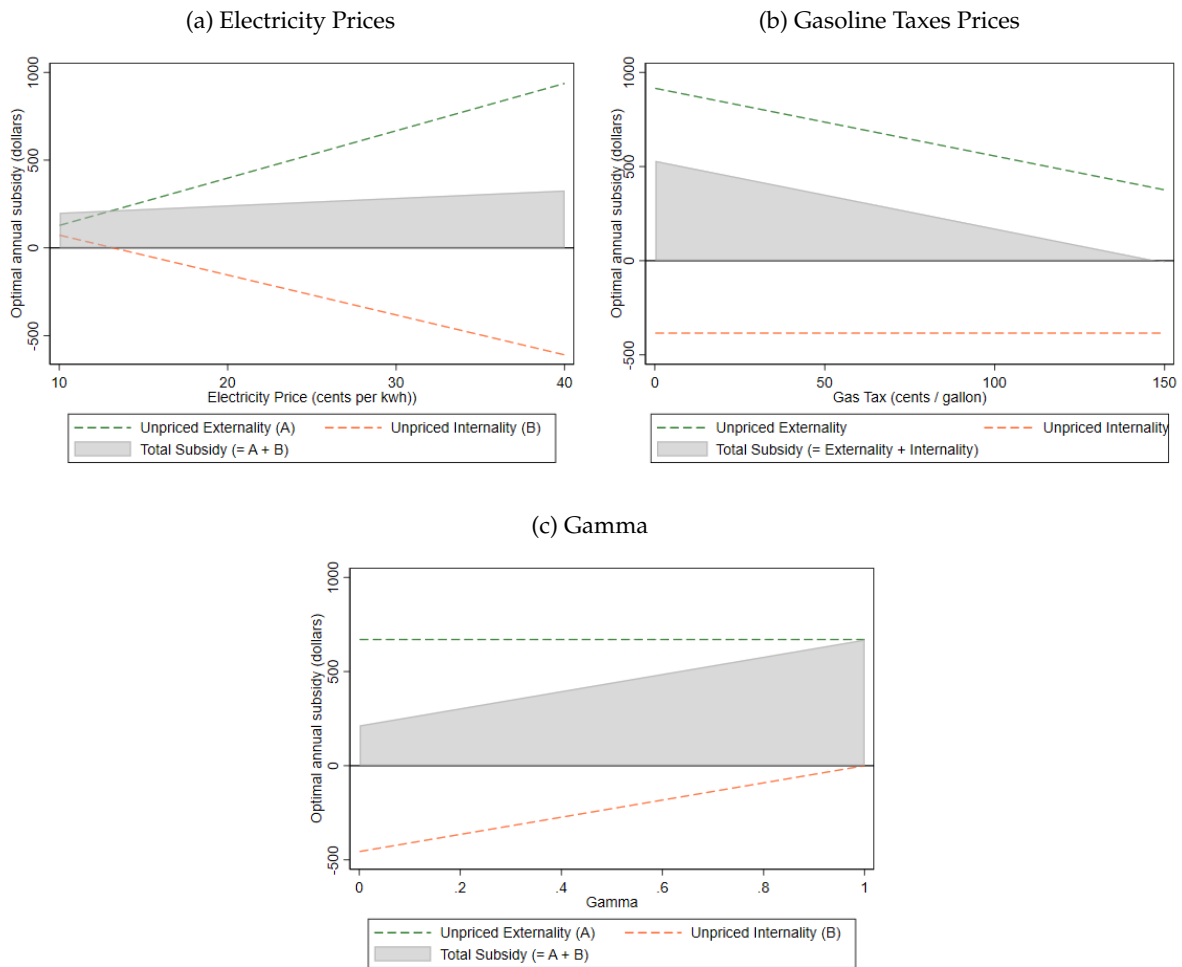 (a) Electricity Prices
Optimal annual subsidy (dollars)
1000
500
0
-500
10
20
30
40
Electricity Price (cents per kwh))
Unpriced Externality (A)
Unpriced Internality (B)
Total Subsidy (= A + B)
(b) Gasoline Taxes Prices
Optimal annual subsidy (dollars)
1000
500
0
-500
0
50
100
150
Gas Tax (cents / gallon)
Unpriced Externality
Unpriced Internality
Total Subsidy (= Externality + Internality)
(c) Gamma
Optimal annual subsidy (dollars)
1000
500
0
-500
0
.2
.4
.6
.8
1
Gamma
Unpriced Externality (A)
Unpriced Internality (B)
Total Subsidy (= A + B)